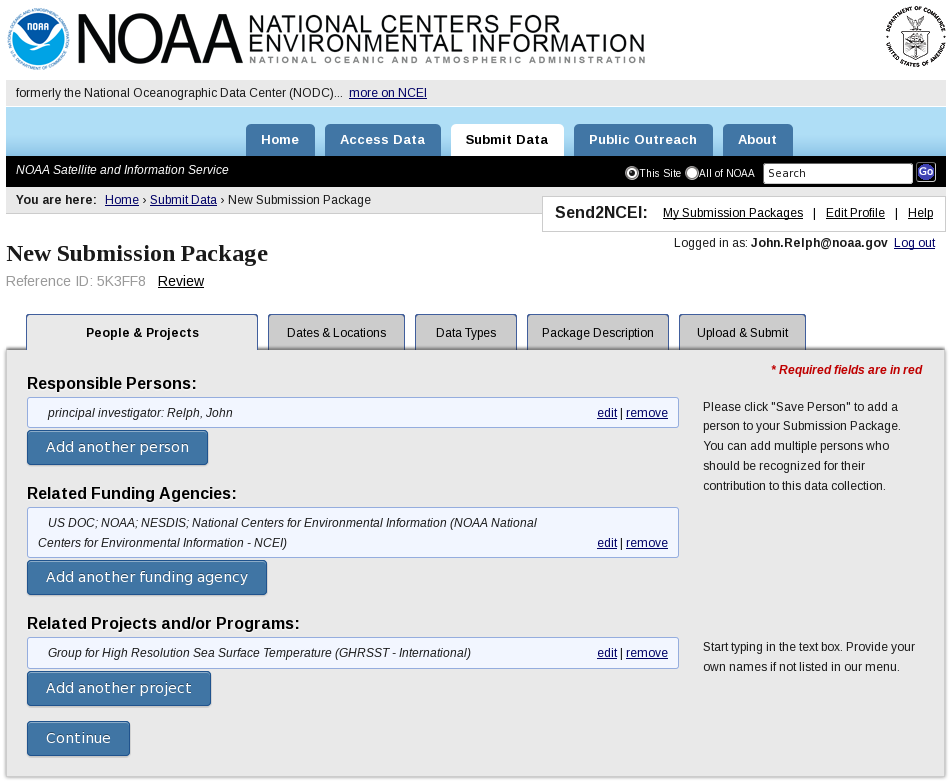 NOAA
NATIONAL CENTERS FOR
ENVIRONMENTAL INFORMATION
NATIONAL OCEANIC AND ATMOSPHERIC ADMINISTRATION
formerly the National Oceanographic Data Center (NODC)... more on NCEI
Home Access Data Submit Data Public Outreach About
NOAA Satellite and Information Service This Site All of NOAA Search Go
You are here: Home › Submit Data › New Submission Package
Send2NCEI: My Submission Packages | Edit Profile | Help
Logged in as: John.Relph@noaa.gov Log out
New Submission Package
Reference ID: 5K3FF8 Review
People & Projects Dates & Locations Data Types Package Description Upload & Submit
* Required fields are in red
Responsible Persons:
principal investigator: Relph, John edit | remove
Add another person
Please click "Save Person" to add a
person to your Submission Package.
You can add multiple persons who
should be recognized for their
contribution to this data collection.
Related Funding Agencies:
US DOC; NOAA; NESDIS; National Centers for Environmental Information (NOAA National
Centers for Environmental Information - NCEI) edit | remove
Add another funding agency
Related Projects and/or Programs:
Group for High Resolution Sea Surface Temperature (GHRSST - International) edit | remove
Add another project
Start typing in the text box. Provide your
own names if not listed in our menu.
Continue